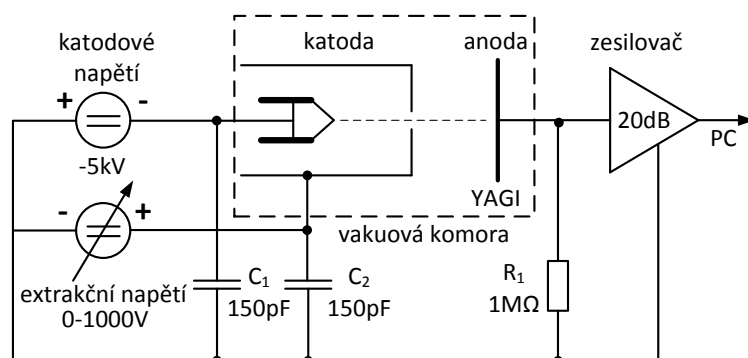 katodové
napětí
katoda
anoda
zesilovač
+
-
20dB
PC
-5kV
YAGI
-
+
vakuová komora
extrakční napětí
0-1000V
C₁
150pF
C₂
150pF
R₁
1MΩ